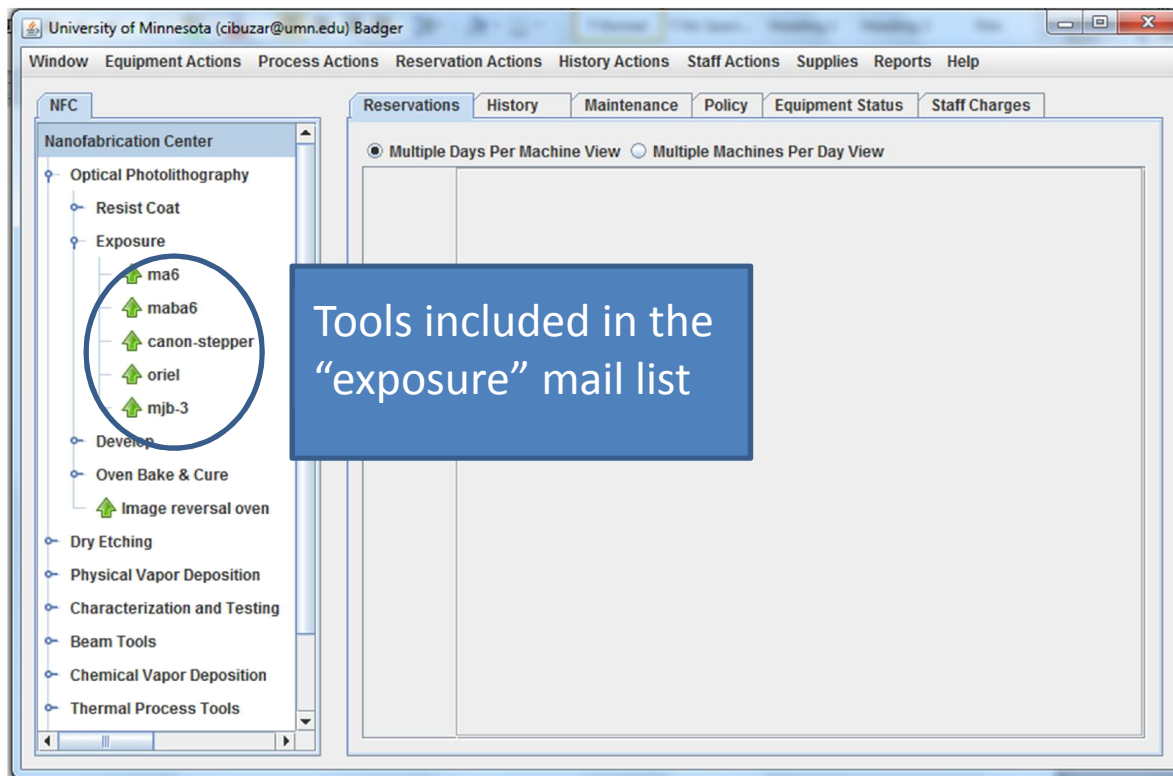 University of Minnesota (cibuzar@umn.edu) Badger
Window Equipment Actions Process Actions Reservation Actions History Actions Staff Actions Supplies Reports Help
NFC
Reservations History Maintenance Policy Equipment Status Staff Charges
Nanofabrication Center
Multiple Days Per Machine View Multiple Machines Per Day View
Optical Photolithography
Resist Coat
Exposure
ma6
maba6
canon-stepper
oriel
mjb-3
Develop
Oven Bake & Cure
Image reversal oven
Dry Etching
Physical Vapor Deposition
Characterization and Testing
Beam Tools
Chemical Vapor Deposition
Thermal Process Tools
Tools included in the
“exposure” mail list